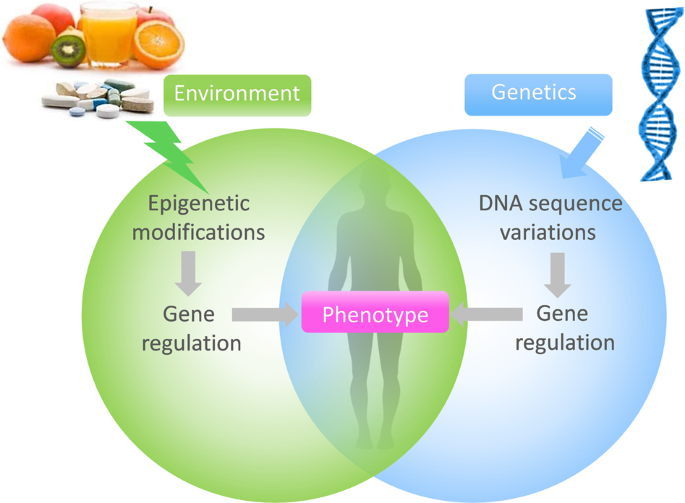 Environment
Genetics
Epigenetic
modifications
DNA sequence
variations
Gene
regulation
Phenotype
Gene
regulation